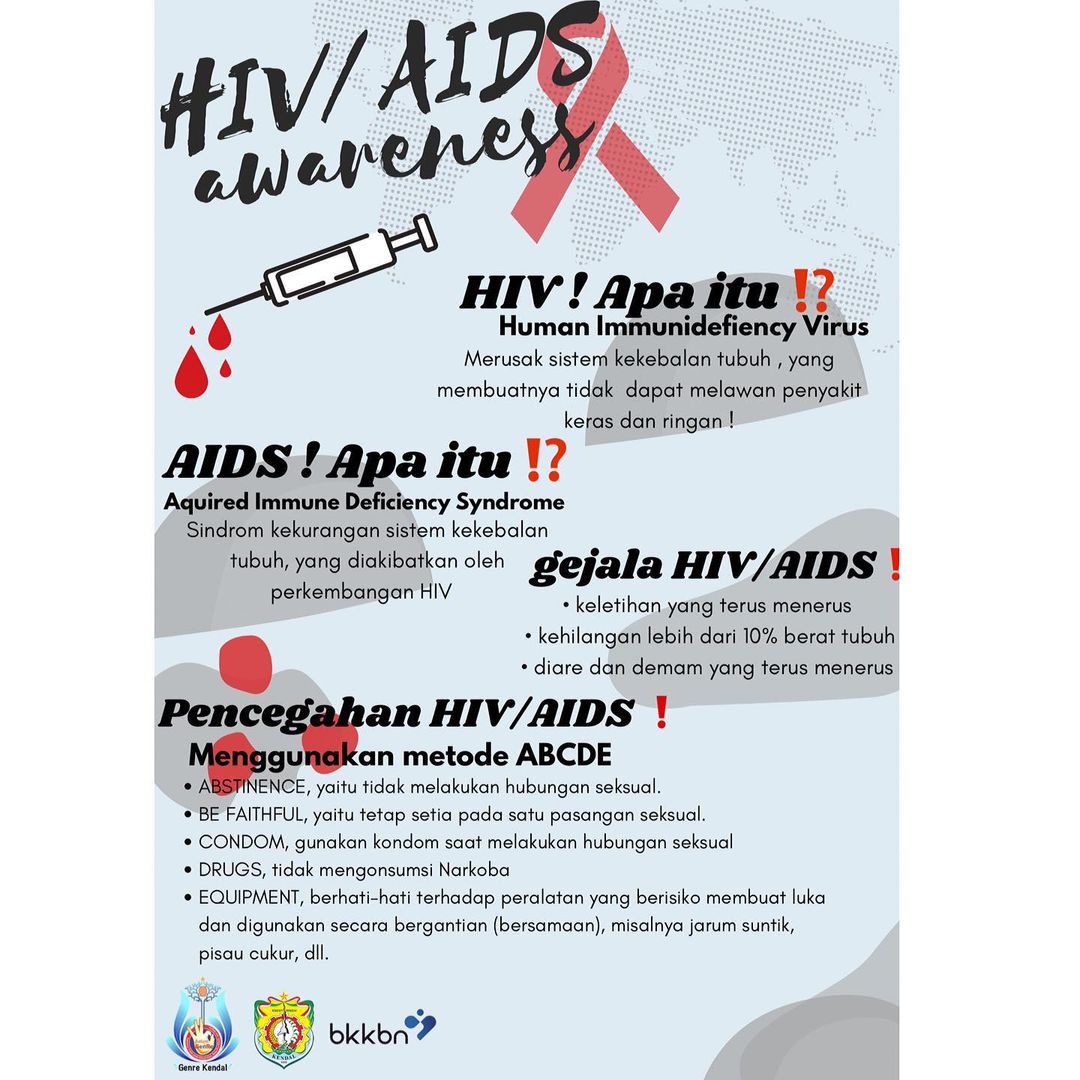 HIV/ AIDS
awareness
HIV ! Apa itu ⁉
Human Immunidefiency Virus
Merusak sistem kekebalan tubuh , yang
membuatnya tidak dapat melawan penyakit
keras dan ringan !
AIDS ! Apa itu ⁉
Aquired Immune Deficiency Syndrome
Sindrom kekurangan sistem kekebalan
tubuh, yang diakibatkan oleh
perkembangan HIV
gejala HIV/AIDS ❗
• keletihan yang terus menerus
• kehilangan lebih dari 10% berat tubuh
• diare dan demam yang terus menerus
Pencegahan HIV/AIDS ❗
Menggunakan metode ABCDE
• ABSTINENCE, yaitu tidak melakukan hubungan seksual.
• BE FAITHFUL, yaitu tetap setia pada satu pasangan seksual.
• CONDOM, gunakan kondom saat melakukan hubungan seksual
• DRUGS, tidak mengonsumsi Narkoba
• EQUIPMENT, berhati-hati terhadap peralatan yang berisiko membuat luka
dan digunakan secara bergantian (bersamaan), misalnya jarum suntik,
pisau cukur, dll.
Genre Kendal
KENDAL
bkkbn